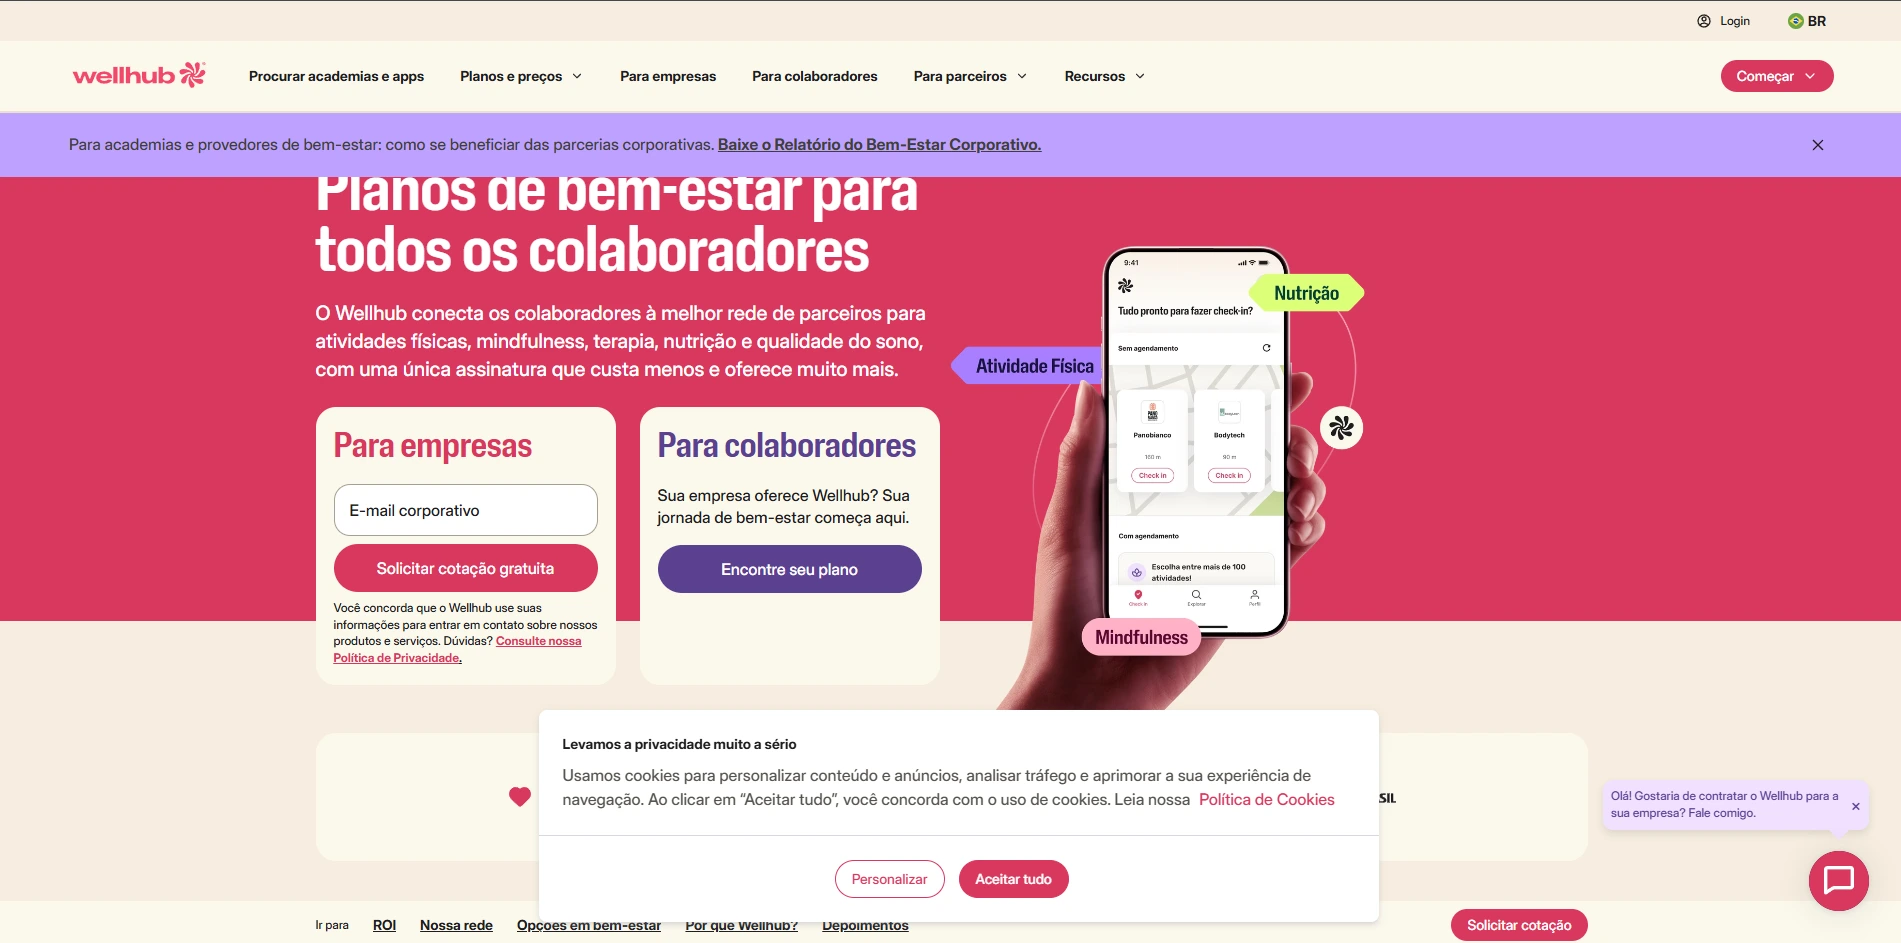 Login
BR
wellhub
Procurar academias e apps
Planos e preços
Para empresas
Para colaboradores
Para parceiros
Recursos
Começar
Para academias e provedores de bem-estar: como se beneficiar das parcerias corporativas. Baixe o Relatório do Bem-Estar Corporativo.
Planos de bem-estar para
todos os colaboradores
O Wellhub conecta os colaboradores à melhor rede de parceiros para
atividades físicas, mindfulness, terapia, nutrição e qualidade do sono,
com uma única assinatura que custa menos e oferece muito mais.
Para empresas
E-mail corporativo
Solicitar cotação gratuita
Você concorda que o Wellhub use suas
informações para entrar em contato sobre nossos
produtos e serviços. Dúvidas? Consulte nossa
Política de Privacidade.
Para colaboradores
Sua empresa oferece Wellhub? Sua
jornada de bem-estar começa aqui.
Encontre seu plano
9:41
Nutrição
Tudo pronto para fazer check-in?
Sem agendamento
Atividade Física
Panobianco
160 m
Check-in
Bodytech
90 m
Check-in
Com agendamento
Escolha entre mais de 100
atividades!
Check-in
Explorar
Perfil
Mindfulness
Levamos a privacidade muito a sério
Usamos cookies para personalizar conteúdo e anúncios, analisar tráfego e aprimorar a sua experiência de
navegação. Ao clicar em “Aceitar tudo”, você concorda com o uso de cookies. Leia nossa Política de Cookies
Personalizar
Aceitar tudo
SIL
Olá! Gostaria de contratar o Wellhub para a
sua empresa? Fale comigo.
Ir para
ROI
Nossa rede
Opções em bem-estar
Por que Wellhub?
Depoimentos
Solicitar cotação